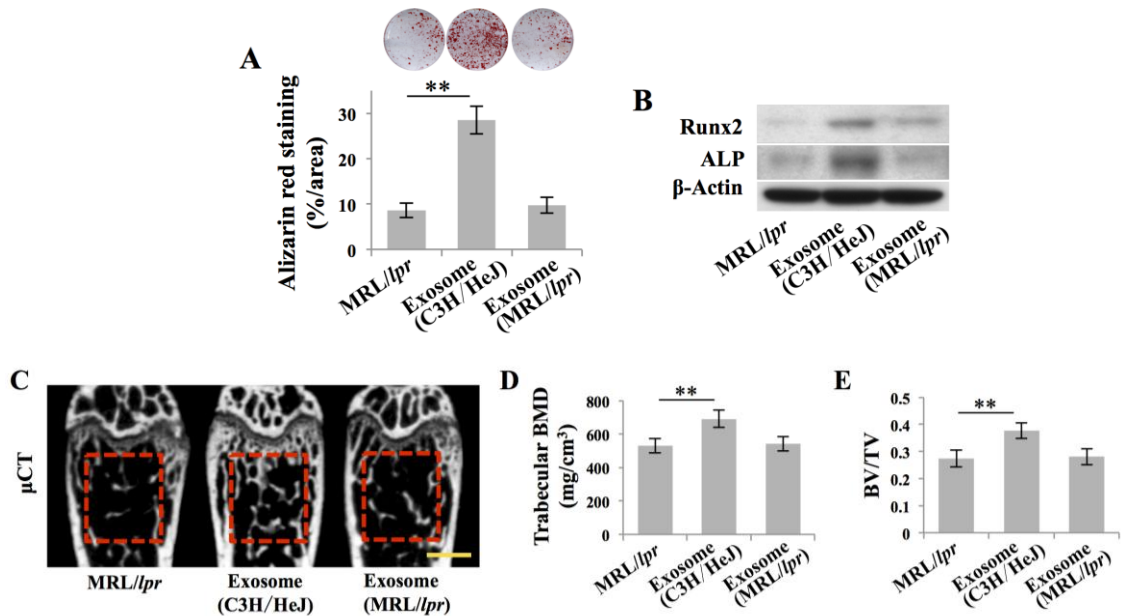 A
Alizarin red staining
(%/area)
**
30
20
10
0
MRL/lpr
Exosome
(C3H/HeJ)
Exosome
(MRL/lpr)
B
Runx2
ALP
β-Actin
MRL/lpr
Exosome
(C3H/HeJ)
Exosome
(MRL/lpr)
C
μCT
MRL/lpr
Exosome
(C3H/HeJ)
Exosome
(MRL/lpr)
D
Trabecular BMD
(mg/cm³)
**
800
600
400
200
0
MRL/lpr
Exosome
(C3H/HeJ)
Exosome
(MRL/lpr)
E
BV/TV
**
0.5
0.4
0.3
0.2
0.1
0
MRL/lpr
Exosome
(C3H/HeJ)
Exosome
(MRL/lpr)